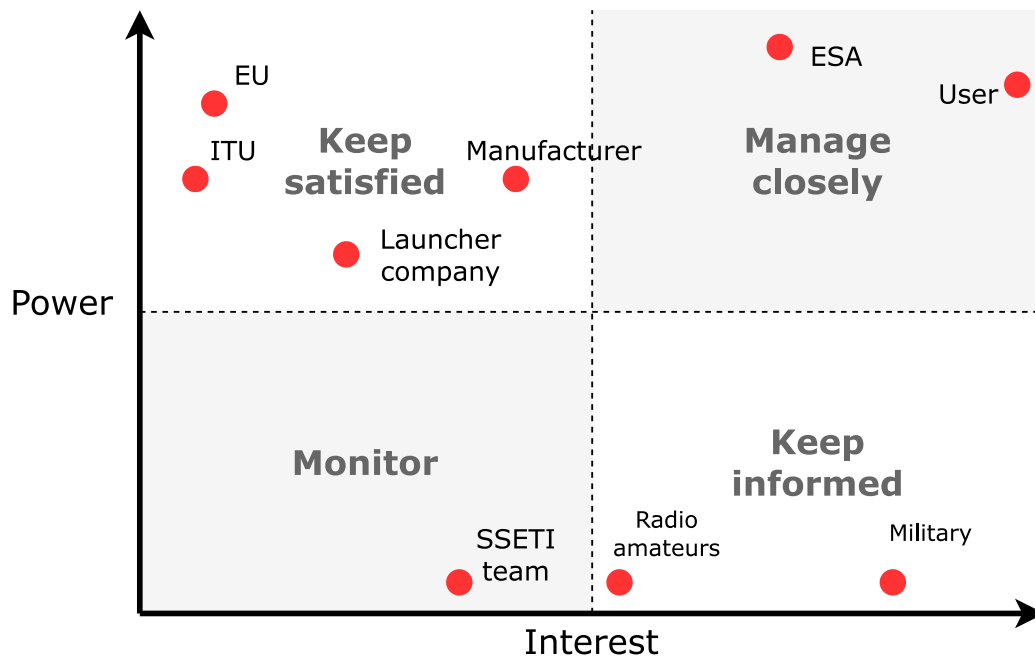 ESA
EU
User
Keep
satisfied
Manufacturer
Manage
closely
ITU
Launcher
company
Power
Monitor
Keep
informed
SSETI
team
Radio
amateurs
Military
Interest